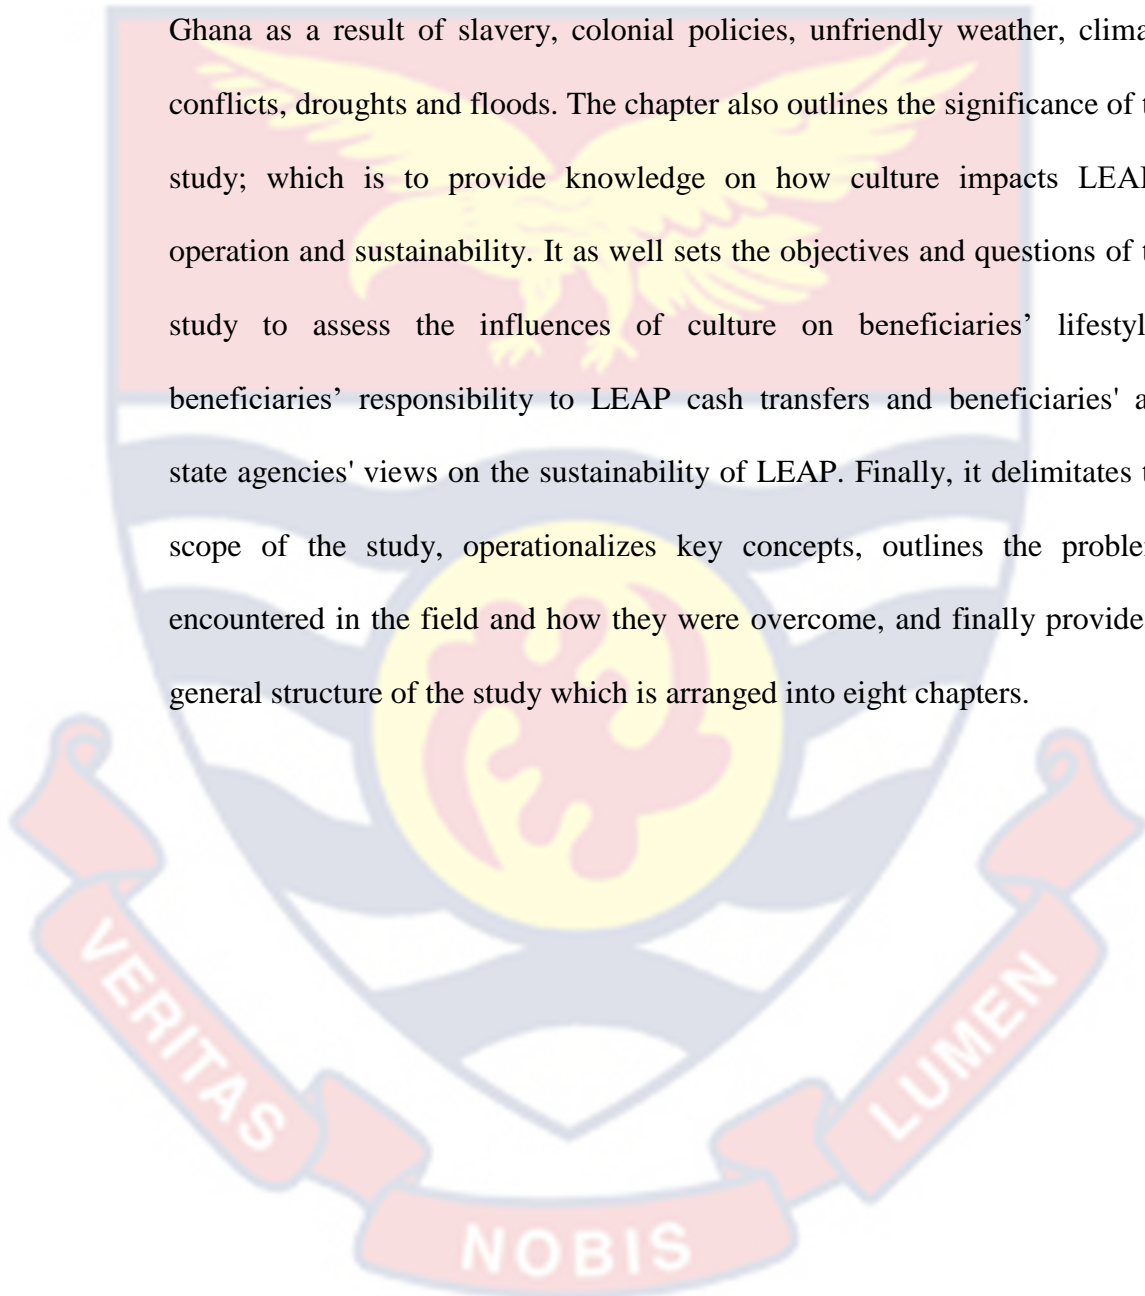 Ghana as a result of slavery, colonial policies, unfriendly weather, clima
conflicts, droughts and floods. The chapter also outlines the significance of t
study; which is to provide knowledge on how culture impacts LEA
operation and sustainability. It as well sets the objectives and questions of t
study to assess the influences of culture on beneficiaries’ lifestyl
beneficiaries’ responsibility to LEAP cash transfers and beneficiaries' a
state agencies' views on the sustainability of LEAP. Finally, it delimitates t
scope of the study, operationalizes key concepts, outlines the proble
encountered in the field and how they were overcome, and finally provide
general structure of the study which is arranged into eight chapters.
VERITAS
NOBIS
LUMEN